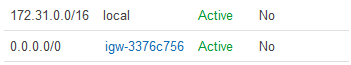 172.31.0.0/16 local Active No
0.0.0.0/0 igw-3376c756 Active No